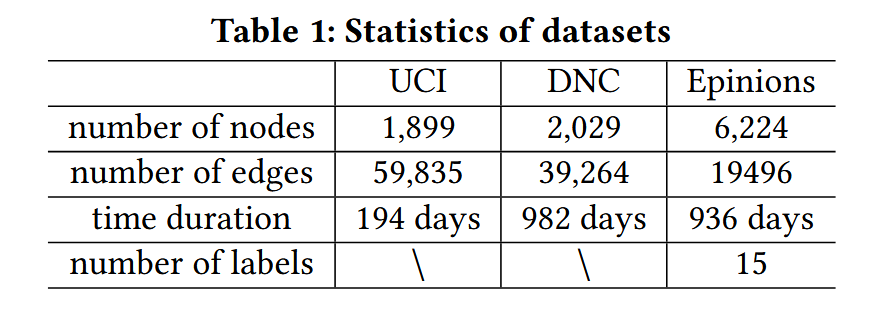 Table 1: Statistics of datasets
UCI DNC Epinions
number of nodes 1,899 2,029 6,224
number of edges 59,835 39,264 19496
time duration 194 days 982 days 936 days
number of labels \ \ 15